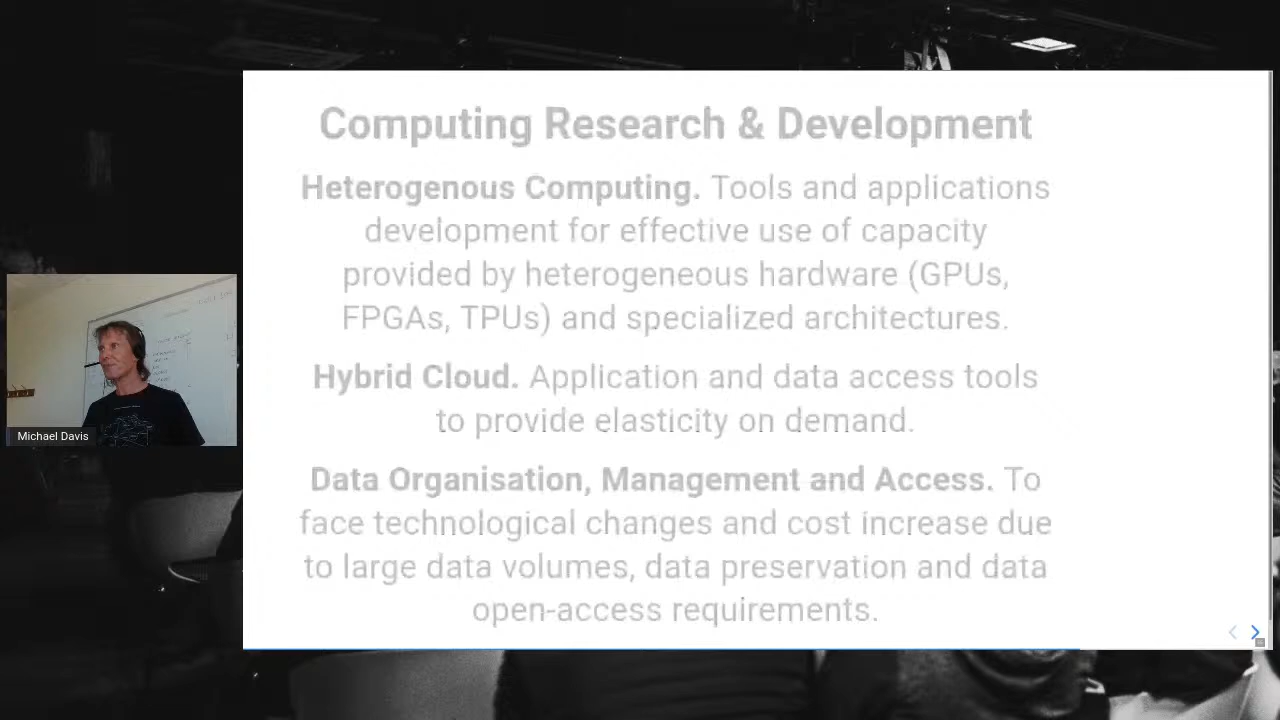 Computing Research & Development
Heterogenous Computing. Tools and applications
development for effective use of capacity
provided by heterogeneous hardware (GPUs,
FPGAs, TPUs) and specialized architectures.
Hybrid Cloud. Application and data access tools
to provide elasticity on demand.
Data Organisation, Management and Access. To
face technological changes and cost increase due
to large data volumes, data preservation and data
open-access requirements.
Michael Davis